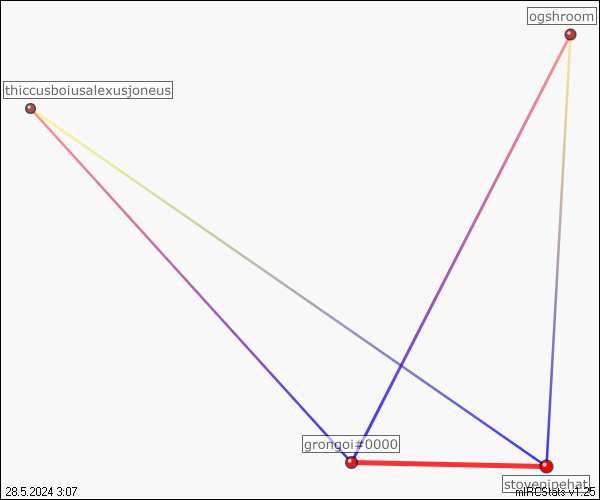 ogshroom
thiccusboiusalexusjoneus
grongoi#0000
stovepipehat
28.5.2024 3:07
mIRCStats v1.25